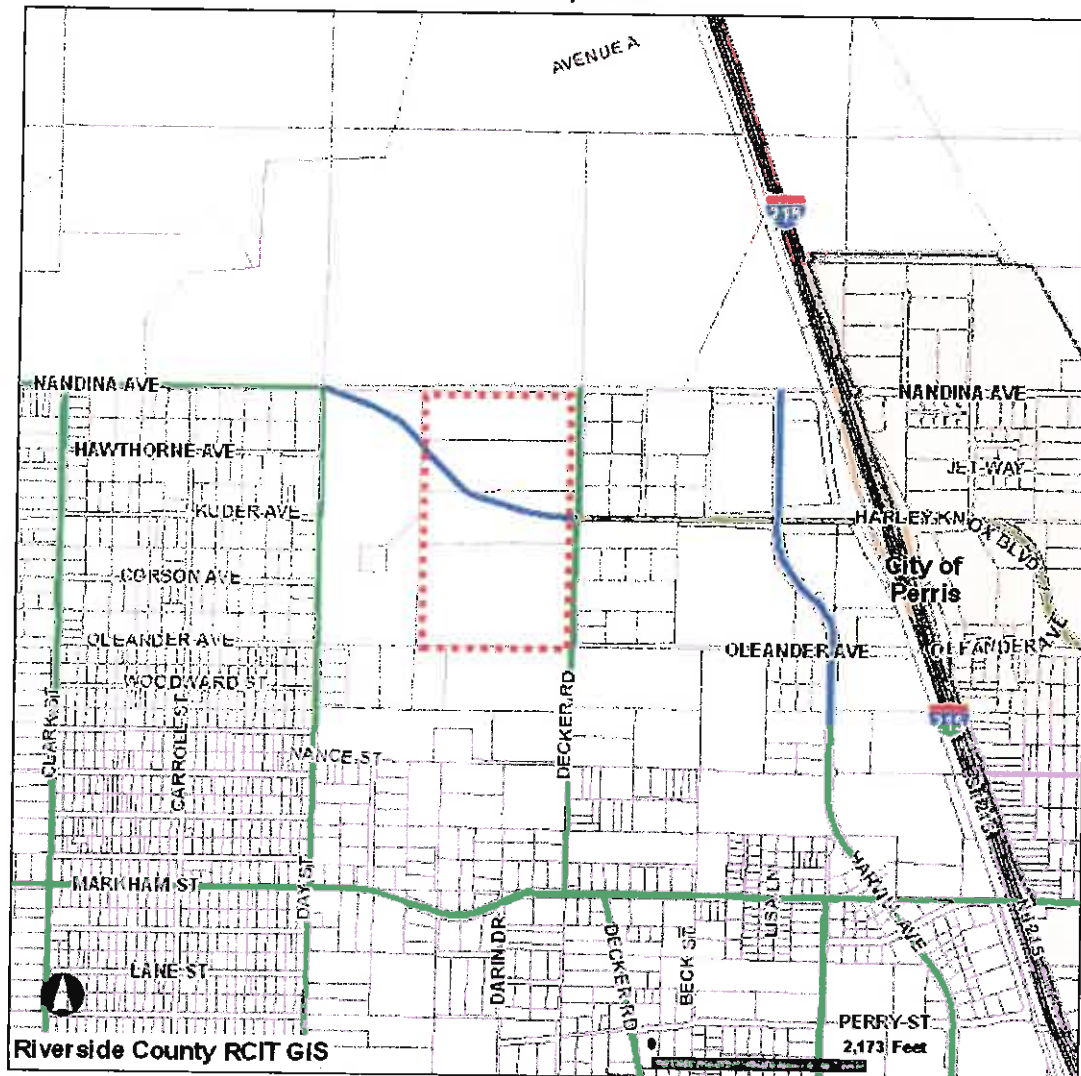 AVENUE A
215
NANDINA AVE
NANDINA AVE
HAWTHORNE AVE
JET WAY
KUDER AVE
HARLEY KNOX BLVD
City of
Perris
CORSON AVE
OLEANDER AVE
OLEANDER AVE
OLEANDER AVE
WOODWARD ST
CLARK ST
CARROLL ST
DECKER RD
215
NANCE ST
MARKHAM ST
DAY ST
HARVILL AVE
LISA LN
DARIN DR
DECKER RD
BECK ST
I-215
LANE ST
PERRY ST
2,173 Feet
Riverside County RCIT GIS